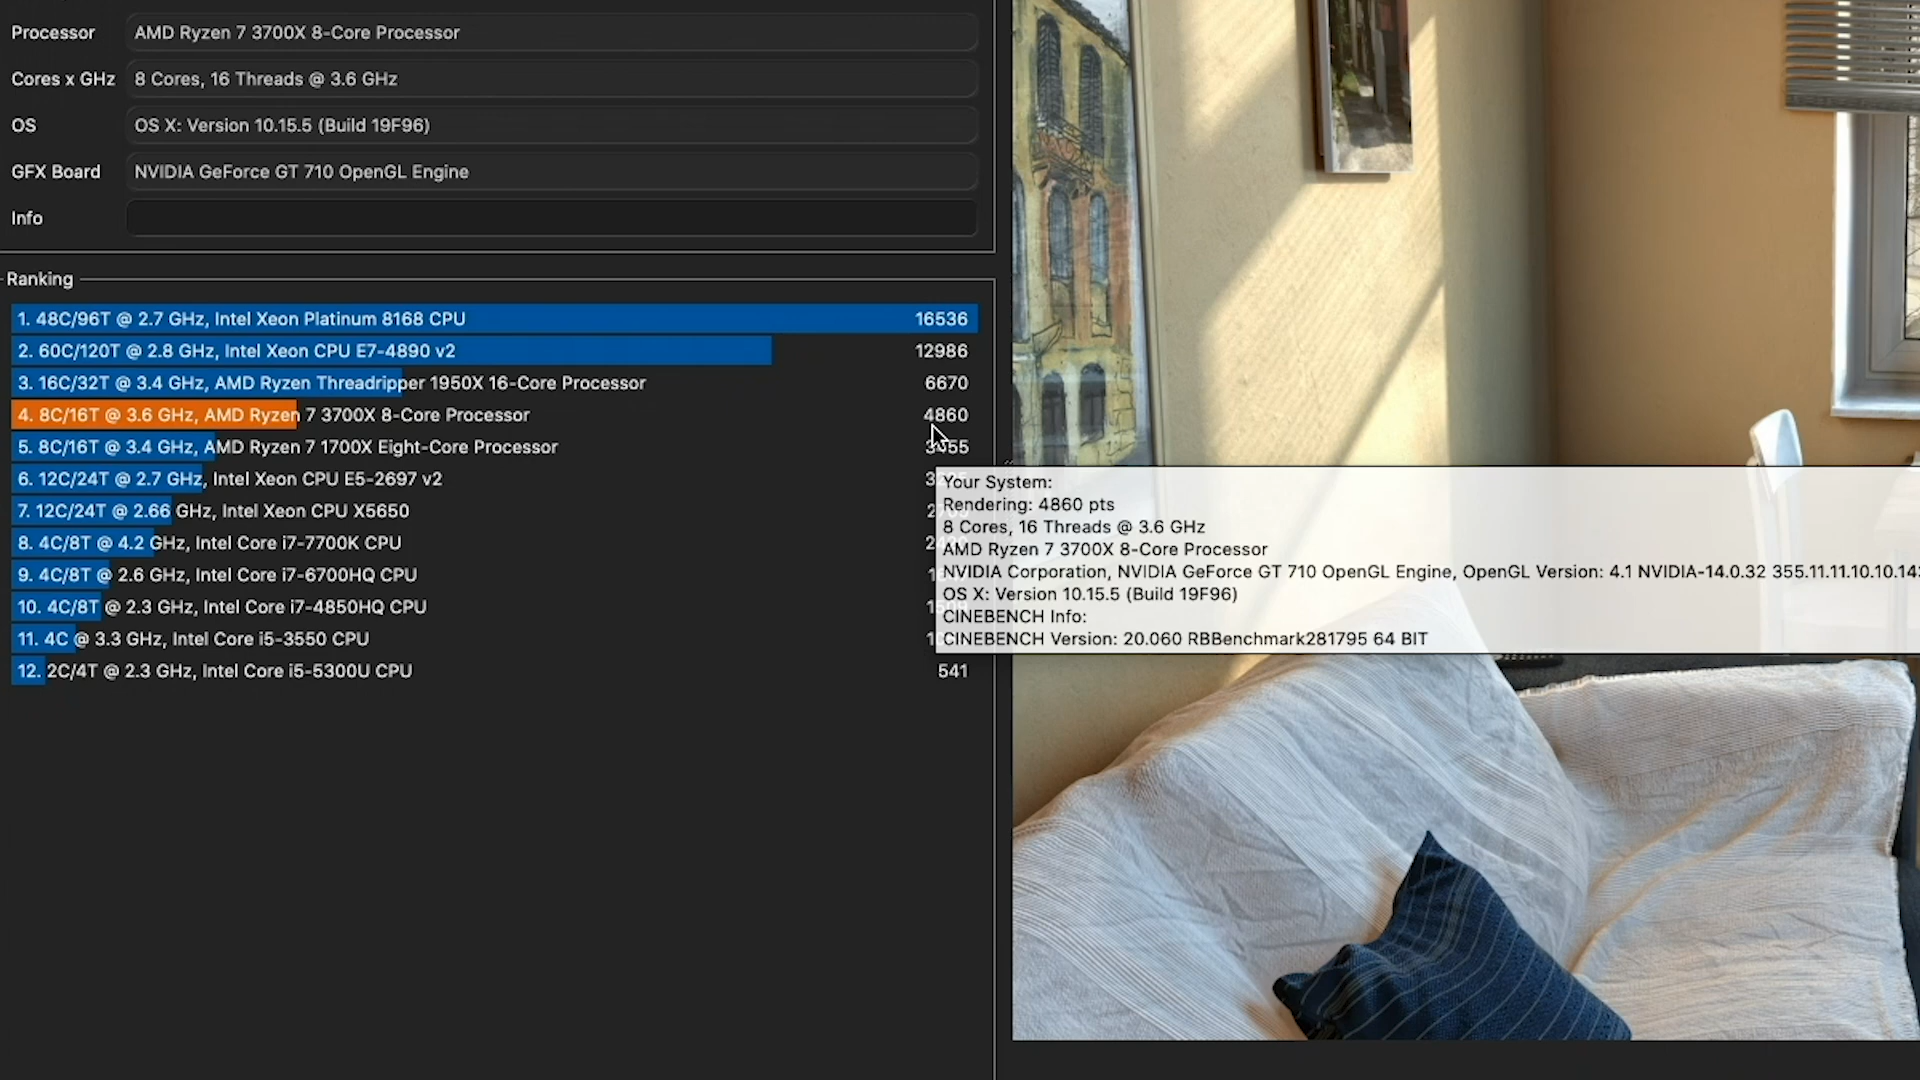 Processor AMD Ryzen 7 3700X 8-Core Processor
Cores x GHz 8 Cores, 16 Threads @ 3.6 GHz
OS OS X: Version 10.15.5 (Build 19F96)
GFX Board NVIDIA GeForce GT 710 OpenGL Engine
Info
Ranking
1. 48C/96T @ 2.7 GHz, Intel Xeon Platinum 8168 CPU 16536
2. 60C/120T @ 2.8 GHz, Intel Xeon CPU E7-4890 v2 12986
3. 16C/32T @ 3.4 GHz, AMD Ryzen Threadripper 1950X 16-Core Processor 6670
4. 8C/16T @ 3.6 GHz, AMD Ryzen 7 3700X 8-Core Processor 4860
5. 8C/16T @ 3.4 GHz, AMD Ryzen 7 1700X Eight-Core Processor 3455
6. 12C/24T @ 2.7 GHz, Intel Xeon CPU E5-2697 v2
7. 12C/24T @ 2.66 GHz, Intel Xeon CPU X5650
8. 4C/8T @ 4.2 GHz, Intel Core i7-7700K CPU
9. 4C/8T @ 2.6 GHz, Intel Core i7-6700HQ CPU
10. 4C/8T @ 2.3 GHz, Intel Core i7-4850HQ CPU
11. 4C @ 3.3 GHz, Intel Core i5-3550 CPU
12. 2C/4T @ 2.3 GHz, Intel Core i5-5300U CPU 541
Your System:
Rendering: 4860 pts
8 Cores, 16 Threads @ 3.6 GHz
AMD Ryzen 7 3700X 8-Core Processor
NVIDIA Corporation, NVIDIA GeForce GT 710 OpenGL Engine, OpenGL Version: 4.1 NVIDIA-14.0.32 355.11.11.10.10.14
OS X: Version 10.15.5 (Build 19F96)
CINEBENCH Info:
CINEBENCH Version: 20.060 RBBenchmark281795 64 BIT